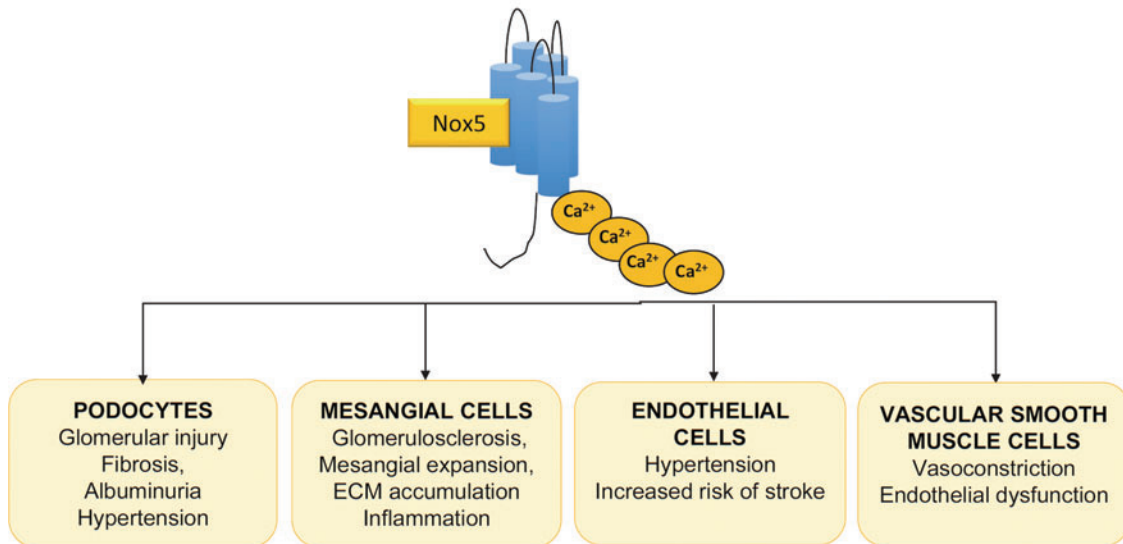 Nox5
Ca²⁺
Ca²⁺
Ca²⁺
Ca²⁺
PODOCYTES
Glomerular injury
Fibrosis,
Albuminuria
Hypertension
MESANGIAL CELLS
Glomerulosclerosis,
Mesangial expansion,
ECM accumulation
Inflammation
ENDOTHELIAL
CELLS
Hypertension
Increased risk of stroke
VASCULAR SMOOTH
MUSCLE CELLS
Vasoconstriction
Endothelial dysfunction